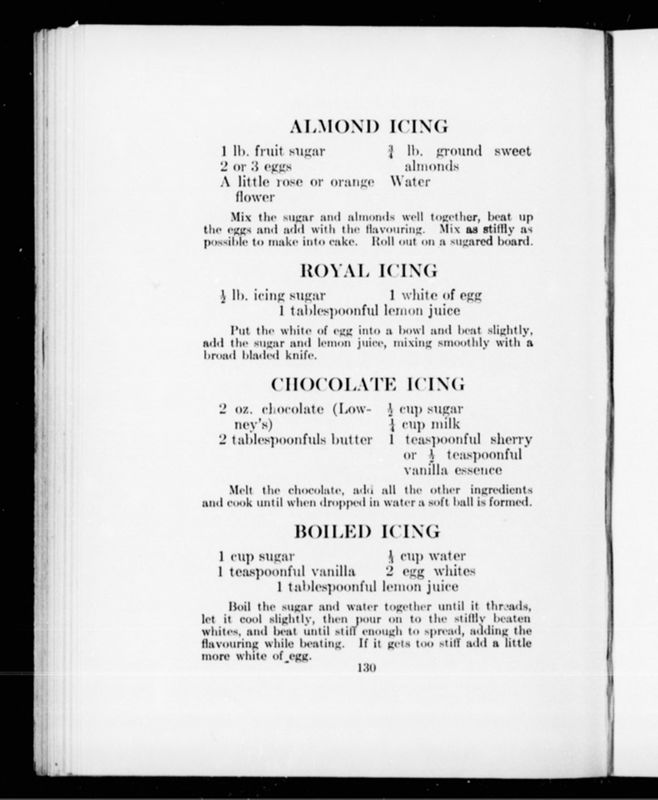 ALMOND ICING
1 lb. fruit sugar
2 or 3 eggs
A little rose or orange
flower
¾ lb. ground sweet
almonds
Water
Mix the sugar and almonds well together, beat up
the eggs and add with the flavouring. Mix as stiffly as
possible to make into cake. Roll out on a sugared board.
ROYAL ICING
½ lb. icing sugar
1 white of egg
1 tablespoonful lemon juice
Put the white of egg into a bowl and beat slightly,
add the sugar and lemon juice, mixing smoothly with a
broad bladed knife.
CHOCOLATE ICING
2 oz. chocolate (Low-
ney's)
2 tablespoonfuls butter
½ cup sugar
¼ cup milk
1 teaspoonful sherry
or ½ teaspoonful
vanilla essence
Melt the chocolate, add all the other ingredients
and cook until when dropped in water a soft ball is formed.
BOILED ICING
1 cup sugar
1 teaspoonful vanilla
cup water
2 egg whites
1 tablespoonful lemon juice
Boil the sugar and water together until it threads,
let it cool slightly, then pour on to the stiffly beaten
whites, and beat until stiff enough to spread, adding the
flavouring while beating. If it gets too stiff add a little
more white of egg.
130